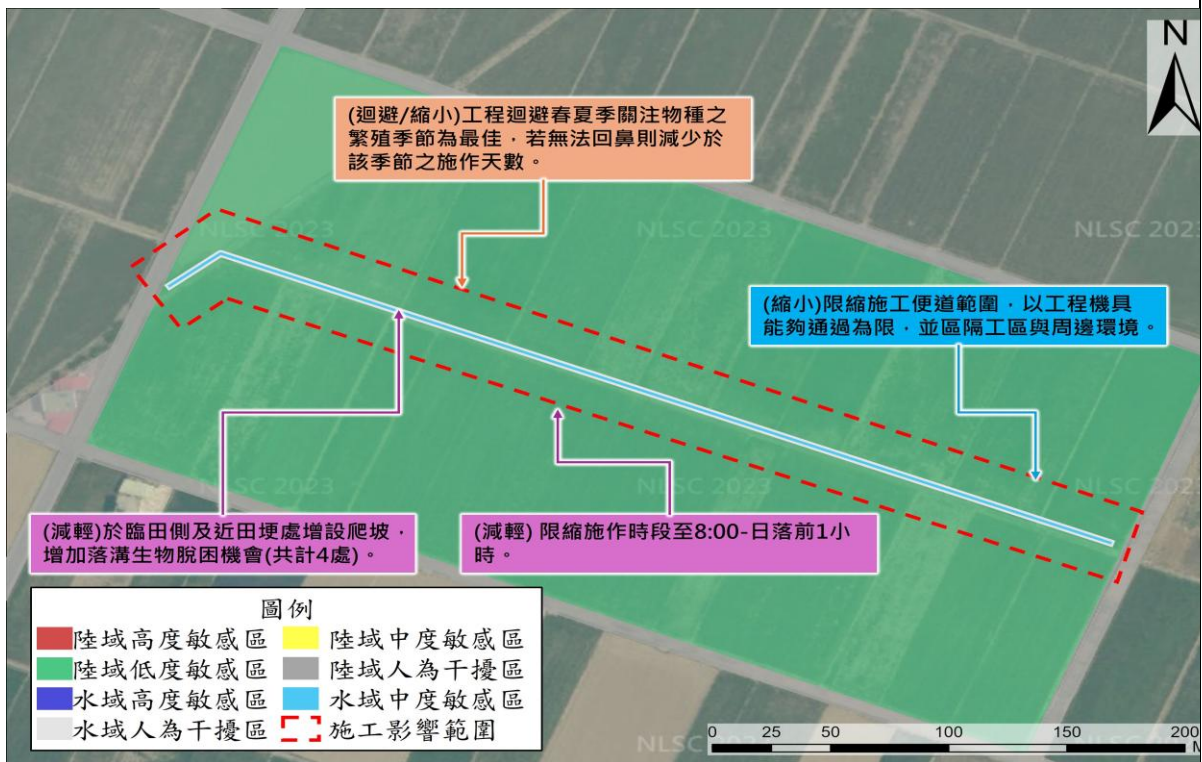 N
(迴避/縮小)工程迴避春夏季關注物種之
繁殖季節為最佳，若無法回鼻則減少於
該季節之施作天數。
NLSC 2023
NLSC 2023
NLSC 202
(縮小)限縮施工便道範圍，以工程機具
能夠通過為限，並區隔工區與周邊環境。
NLSC 2023
NLSC 2023
NLSC 202
(減輕)於臨田側及近田埂處增設爬坡，
增加落溝生物脫困機會(共計4處)。
(減輕) 限縮施作時段至8:00-日落前1小
時。
圖例
陸域高度敏感區 陸域中度敏感區
陸域低度敏感區 陸域人為干擾區
水域高度敏感區 水域中度敏感區
水域人為干擾區 施工影響範圍
NLSC
0 25 50 100 150 200
M